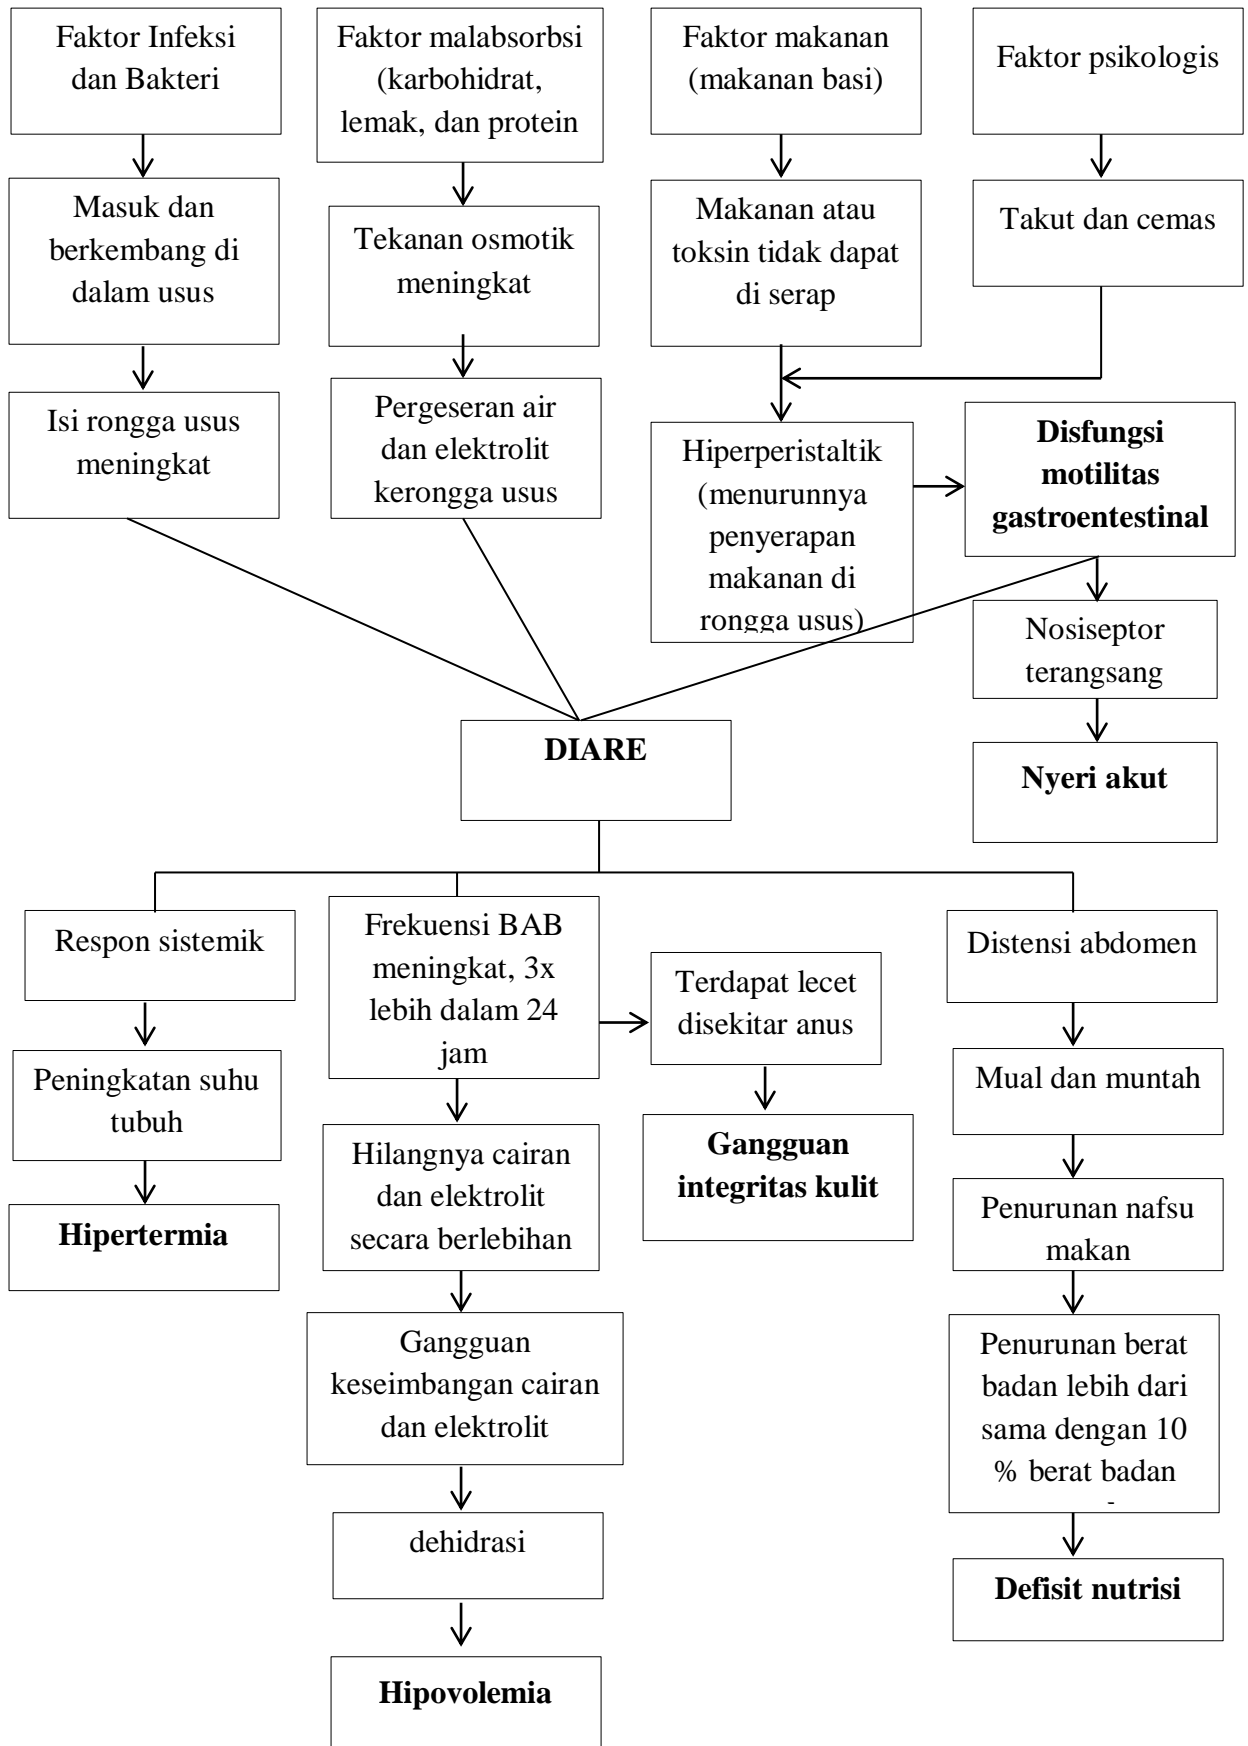 Faktor Infeksi
dan Bakteri
Faktor malabsorbsi
(karbohidrat,
lemak, dan protein
Faktor makanan
(makanan basi)
Faktor psikologis
Masuk dan
berkembang di
dalam usus
Tekanan osmotik
meningkat
Makanan atau
toksin tidak dapat
di serap
Takut dan cemas
Isi rongga usus
meningkat
Pergeseran air
dan elektrolit
kerongga usus
Hiperperistaltik
(menurunnya
penyerapan
makanan di
rongga usus)
Disfungsi
motilitas
gastroentestinal
Nosiseptor
terangsang
Nyeri akut
DIARE
Respon sistemik
Frekuensi BAB
meningkat, 3x
lebih dalam 24
jam
Terdapat lecet
disekitar anus
Distensi abdomen
Peningkatan suhu
tubuh
Hilangnya cairan
dan elektrolit
secara berlebihan
Gangguan
integritas kulit
Mual dan muntah
Hipertermia
Penurunan nafsu
makan
Gangguan
keseimbangan cairan
dan elektrolit
Penurunan berat
badan lebih dari
sama dengan 10
% berat badan
dehidrasi
Defisit nutrisi
Hipovolemia